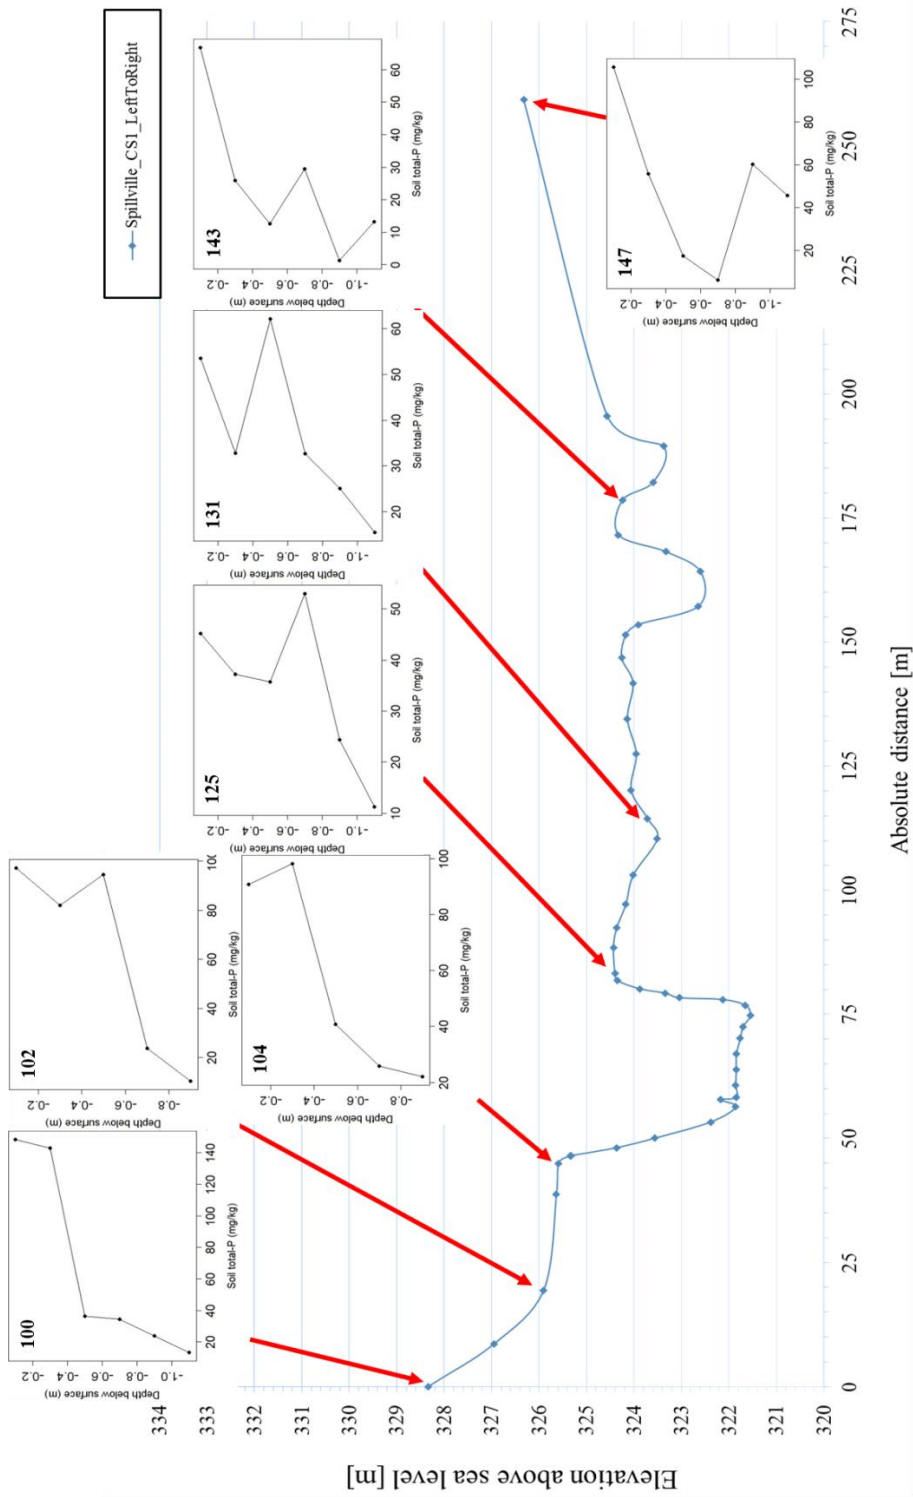 Spillville_CS1_LeftToRight
100
Depth below surface (m)
-0.2 -0.4 -0.6 -0.8 -1.0
20 40 60 80 100 120 140
Soil total-P (mg/kg)
102
Depth below surface (m)
-0.2 -0.4 -0.6 -0.8
20 40 60 80
Soil total-P (mg/kg)
104
Depth below surface (m)
-0.2 -0.4 -0.6 -0.8
20 40 60 80 100
Soil total-P (mg/kg)
125
Depth below surface (m)
-0.2 -0.4 -0.6 -0.8 -1.0
10 20 30 40 50
Soil total-P (mg/kg)
131
Depth below surface (m)
-0.2 -0.4 -0.6 -0.8 -1.0
20 30 40 50 60
Soil total-P (mg/kg)
143
Depth below surface (m)
-0.2 -0.4 -0.6 -0.8 -1.0
0 10 20 30 40 50 60
Soil total-P (mg/kg)
147
Depth below surface (m)
-0.2 -0.4 -0.6 -0.8 -1.0
20 40 60 80 100
Soil total-P (mg/kg)
Elevation above sea level [m]
334
333
332
331
330
329
328
327
326
325
324
323
322
321
320
0 25 50 75 100 125 150 175 200 225 250 275
Absolute distance [m]